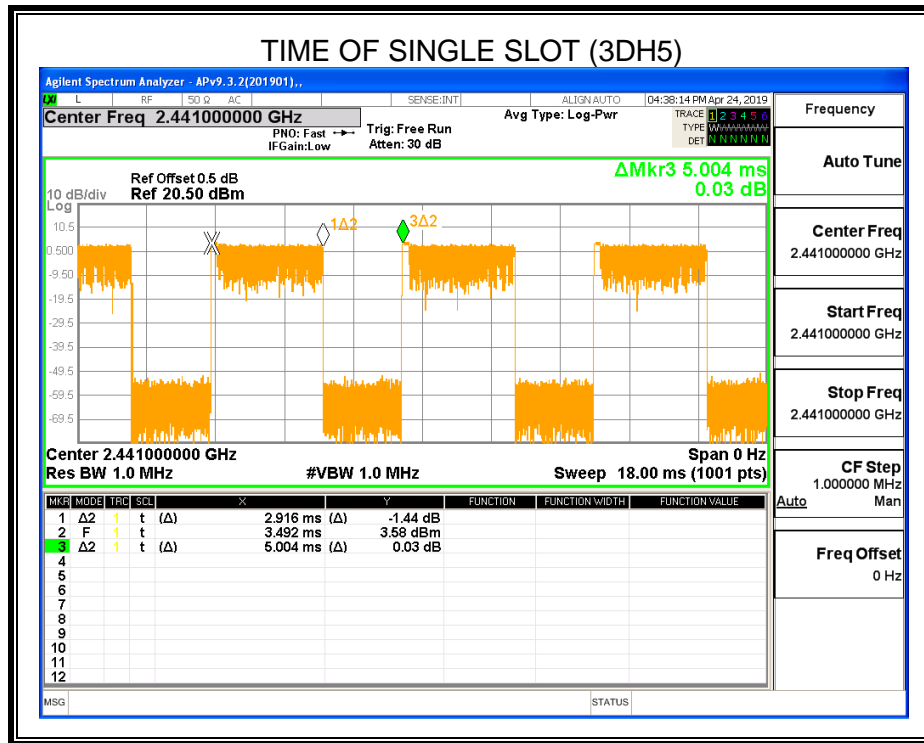 TIME OF SINGLE SLOT (3DH5)
Agilent Spectrum Analyzer - APv9.3.2(201901),,
LXI L RF 50 Ω AC SENSE:INT ALIGN AUTO 04:38:14 PM Apr 24, 2019
Center Freq 2.441000000 GHz
Avg Type: Log-Pwr
TRACE 1 2 3 4 5 6
PNO: Fast
Trig: Free Run
TYPE W
IFGain:Low
Atten: 30 dB
DET N N N N N N
ΔMkr3 5.004 ms
0.03 dB
Ref Offset 0.5 dB
10 dB/div Ref 20.50 dBm
Log
10.5
0.500
-9.50
-19.5
-29.5
-39.5
-49.5
-59.5
-69.5
1Δ2
3Δ2
Center 2.441000000 GHz Span 0 Hz
Res BW 1.0 MHz #VBW 1.0 MHz Sweep 18.00 ms (1001 pts)
MKR MODE TRC SCL X Y FUNCTION FUNCTION WIDTH FUNCTION VALUE
1 Δ2 1 t (Δ) 2.916 ms (Δ) -1.44 dB
2 F 1 t 3.492 ms 3.58 dBm
3 Δ2 1 t (Δ) 5.004 ms (Δ) 0.03 dB
4
5
6
7
8
9
10
11
12
MSG STATUS
Frequency
Auto Tune
Center Freq
2.441000000 GHz
Start Freq
2.441000000 GHz
Stop Freq
2.441000000 GHz
CF Step
1.000000 MHz
Auto Man
Freq Offset
0 Hz